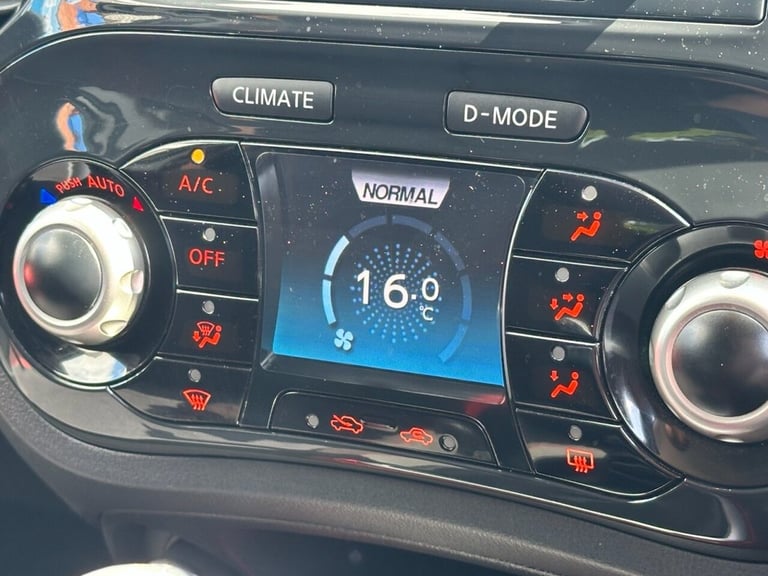 CLIMATE
D-MODE
PUSH AUTO
A/C
OFF
NORMAL
16.0
°C